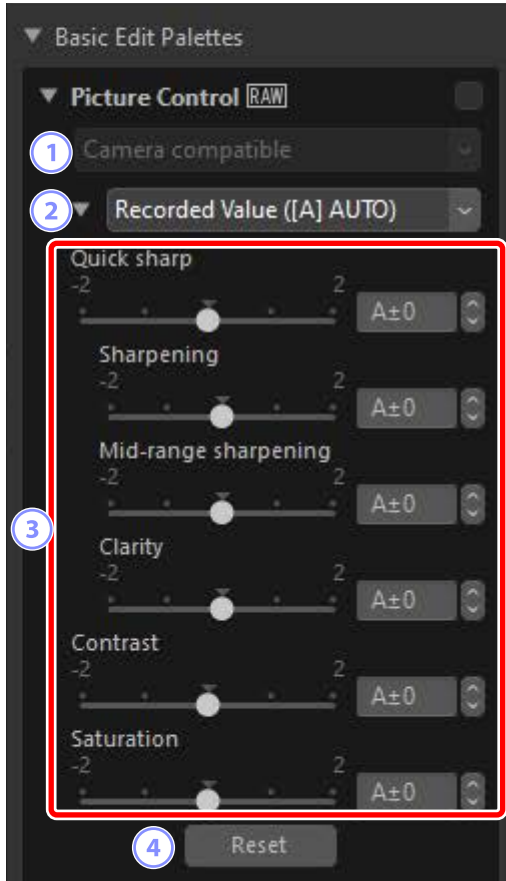 Basic Edit Palettes
Picture Control RAW
1 Camera compatible
2 Recorded Value ([A] AUTO)
Quick sharp
-2 2
A±0
Sharpening
-2 2
A±0
Mid-range sharpening
-2 2
A±0
3
Clarity
-2 2
A±0
Contrast
-2 2
A±0
Saturation
-2 2
A±0
4 Reset